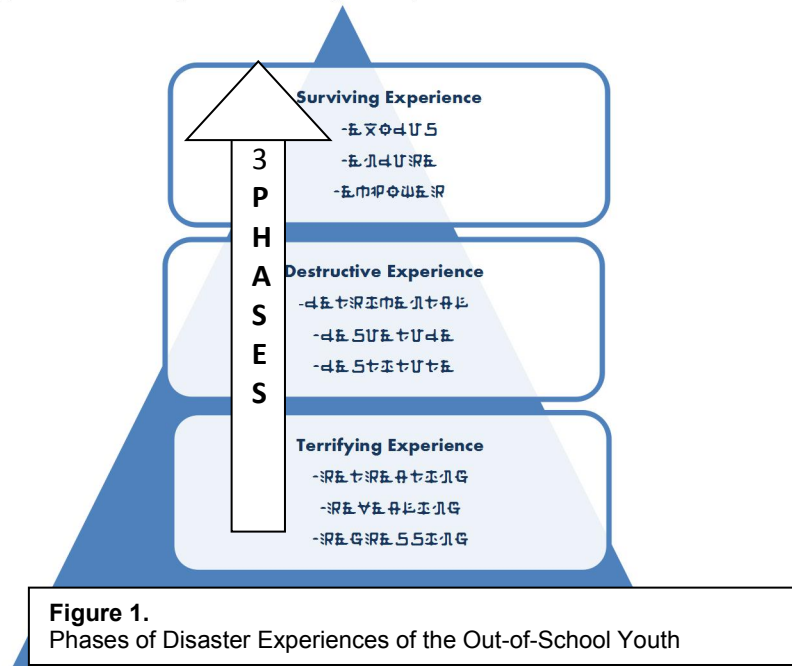 Surviving Experience
-EXODUS
-ENDURE
-EMPOWER
Destructive Experience
-DETRIMENTAL
-DESUETUDE
-DESTITUTE
Terrifying Experience
-RETREATING
-REVEALING
-REGRESSING
3
P
H
A
S
E
S
Figure 1.
Phases of Disaster Experiences of the Out-of-School Youth